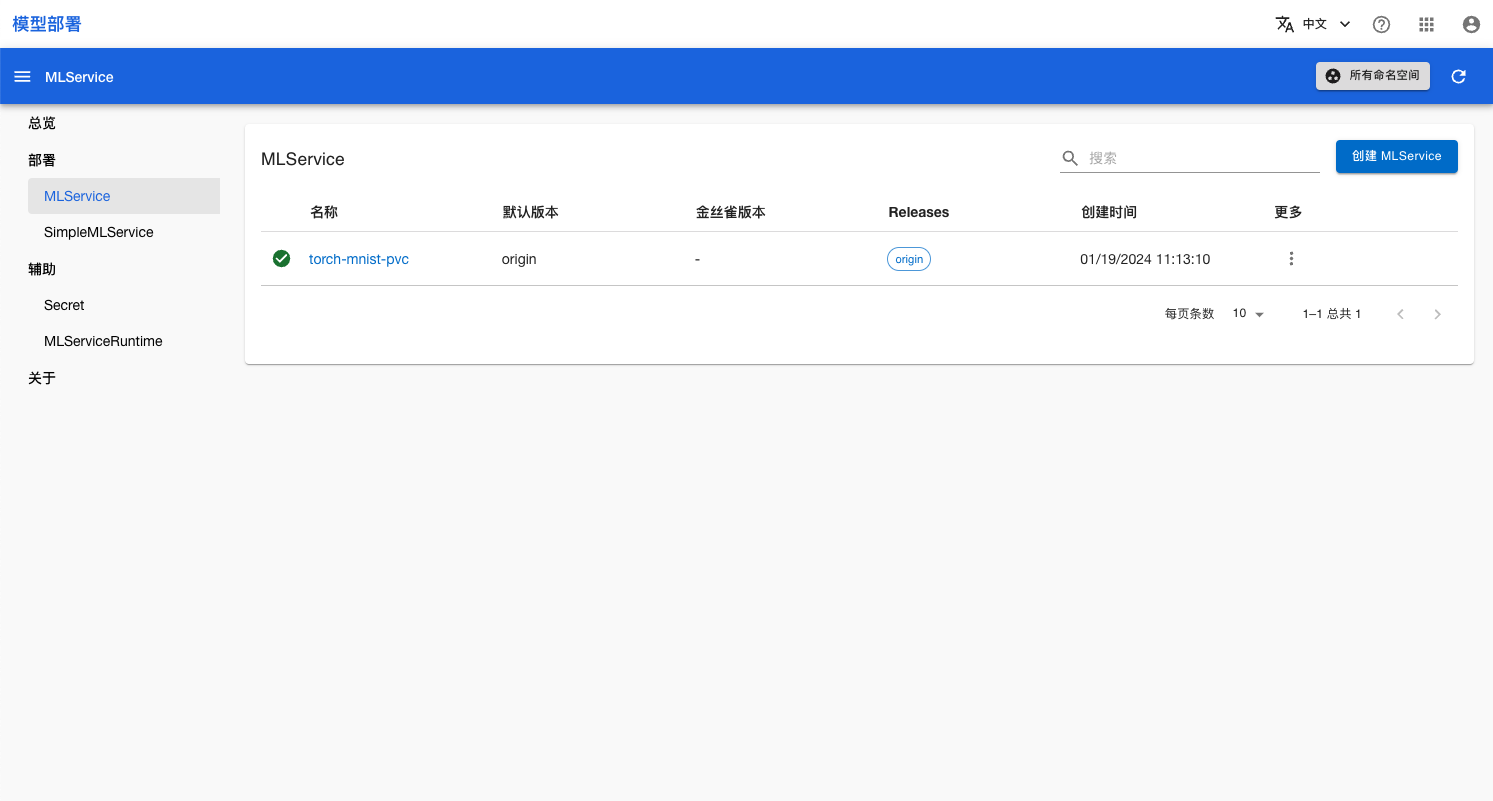 模型部署
中文
MLService
所有命名空间
总览
部署
MLService
SimpleMLService
辅助
Secret
MLServiceRuntime
关于
MLService
搜索
创建 MLService
名称 默认版本 金丝雀版本 Releases 创建时间 更多
torch-mnist-pvc origin - origin 01/19/2024 11:13:10
每页条数 10 1–1 总共 1